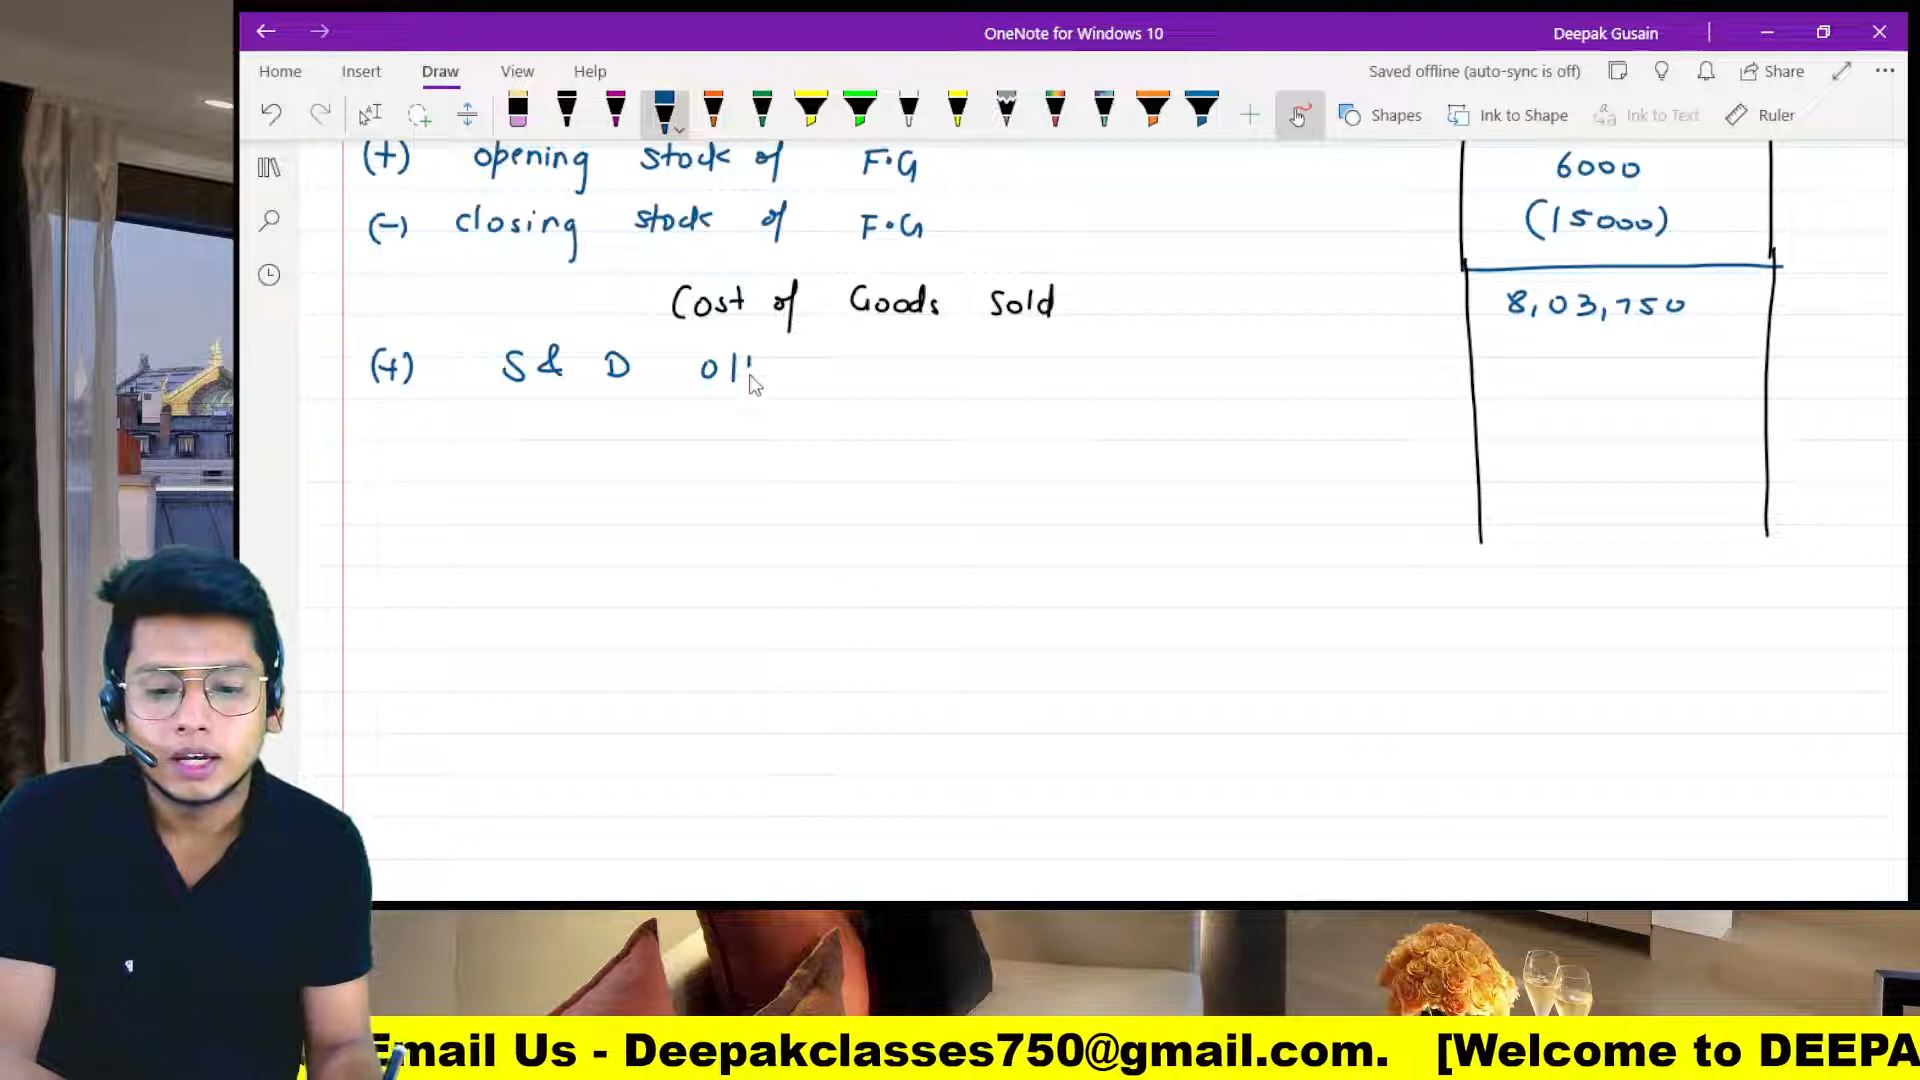 OneNote for Windows 10
Deepak Gusain
Home Insert Draw View Help
Saved offline (auto-sync is off)
Share
Shapes
Ink to Shape
Ink to Text
Ruler
(+) opening stock of F.G 6000
(-) closing stock of F.G (15000)
Cost of Goods Sold 8,03,750
(+) S & D
Email Us - Deepakclasses750@gmail.com. [Welcome to DEEPA